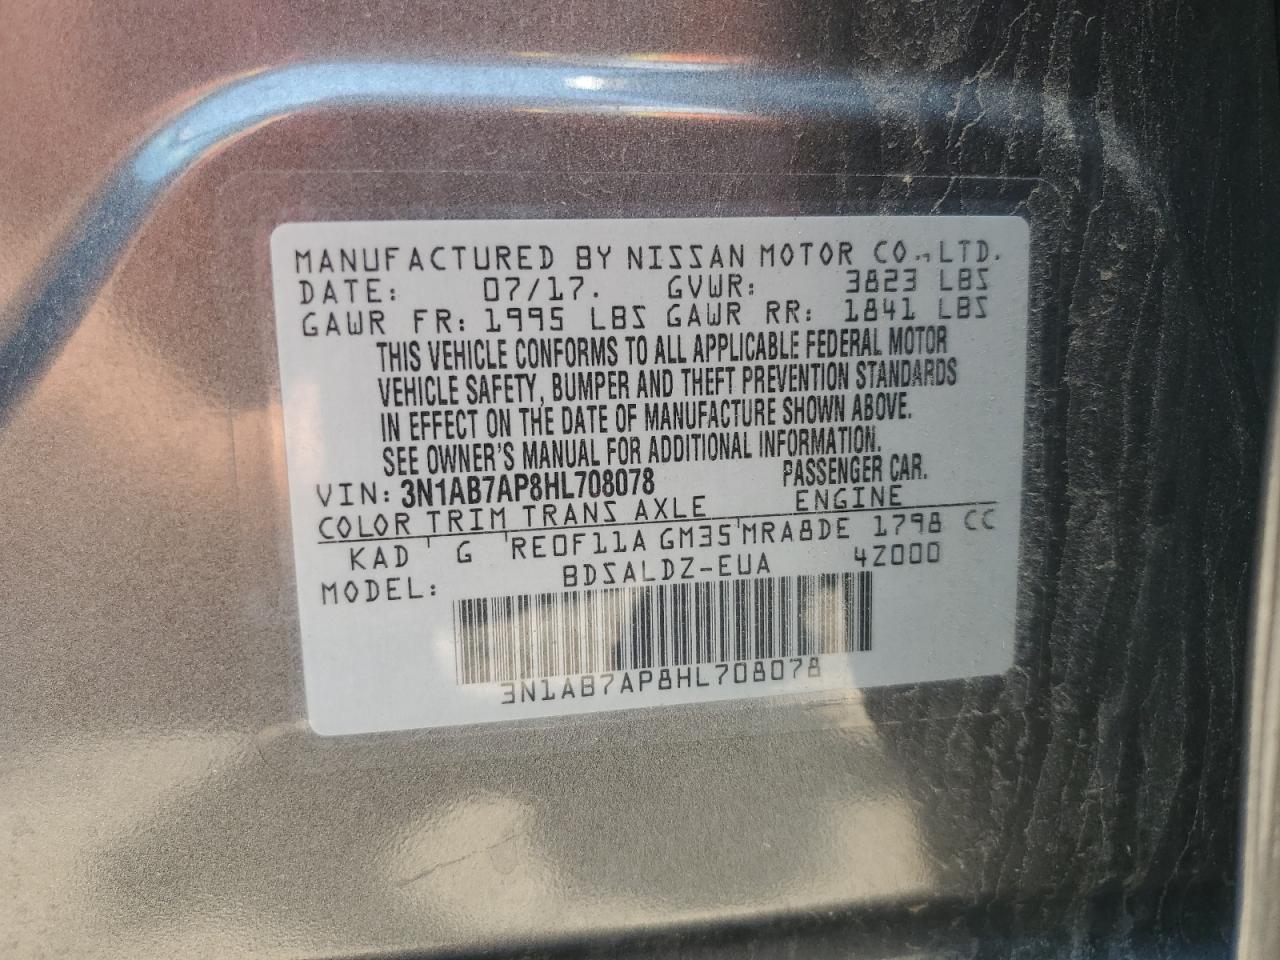 MANUFACTURED BY NISSAN MOTOR CO., LTD.
DATE: 07/17. GVWR: 3823 LBS
GAWR FR: 1995 LBS GAWR RR: 1841 LBS
THIS VEHICLE CONFORMS TO ALL APPLICABLE FEDERAL MOTOR
VEHICLE SAFETY, BUMPER AND THEFT PREVENTION STANDARDS
IN EFFECT ON THE DATE OF MANUFACTURE SHOWN ABOVE.
SEE OWNER'S MANUAL FOR ADDITIONAL INFORMATION.
VIN: 3N1AB7AP8HL708078 PASSENGER CAR.
COLOR TRIM TRANS AXLE ENGINE
KAD G RE0F11A GM35 MRA8DE 1798 CC
MODEL: BDSALDZ-EUA 4Z000
3N1AB7AP8HL708078